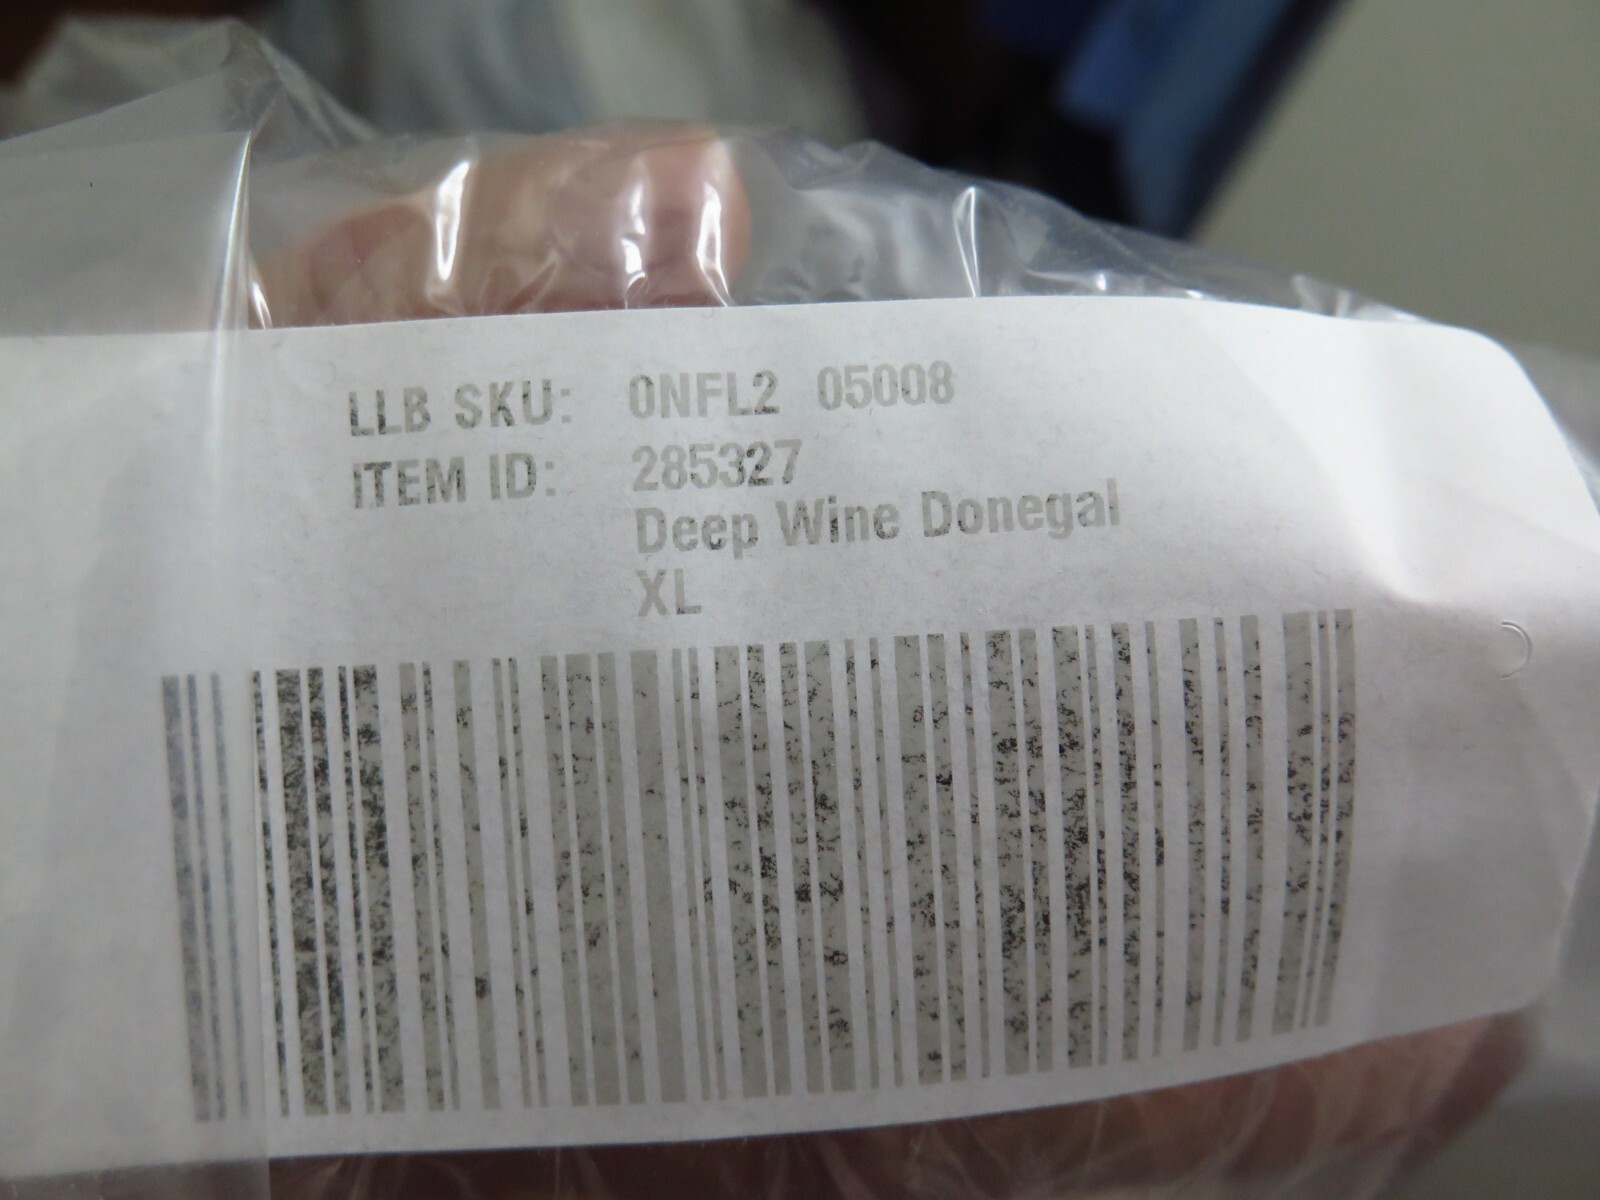 LLB SKU: 0NFL2 05008
ITEM ID: 285327
Deep Wine Donegal
XL